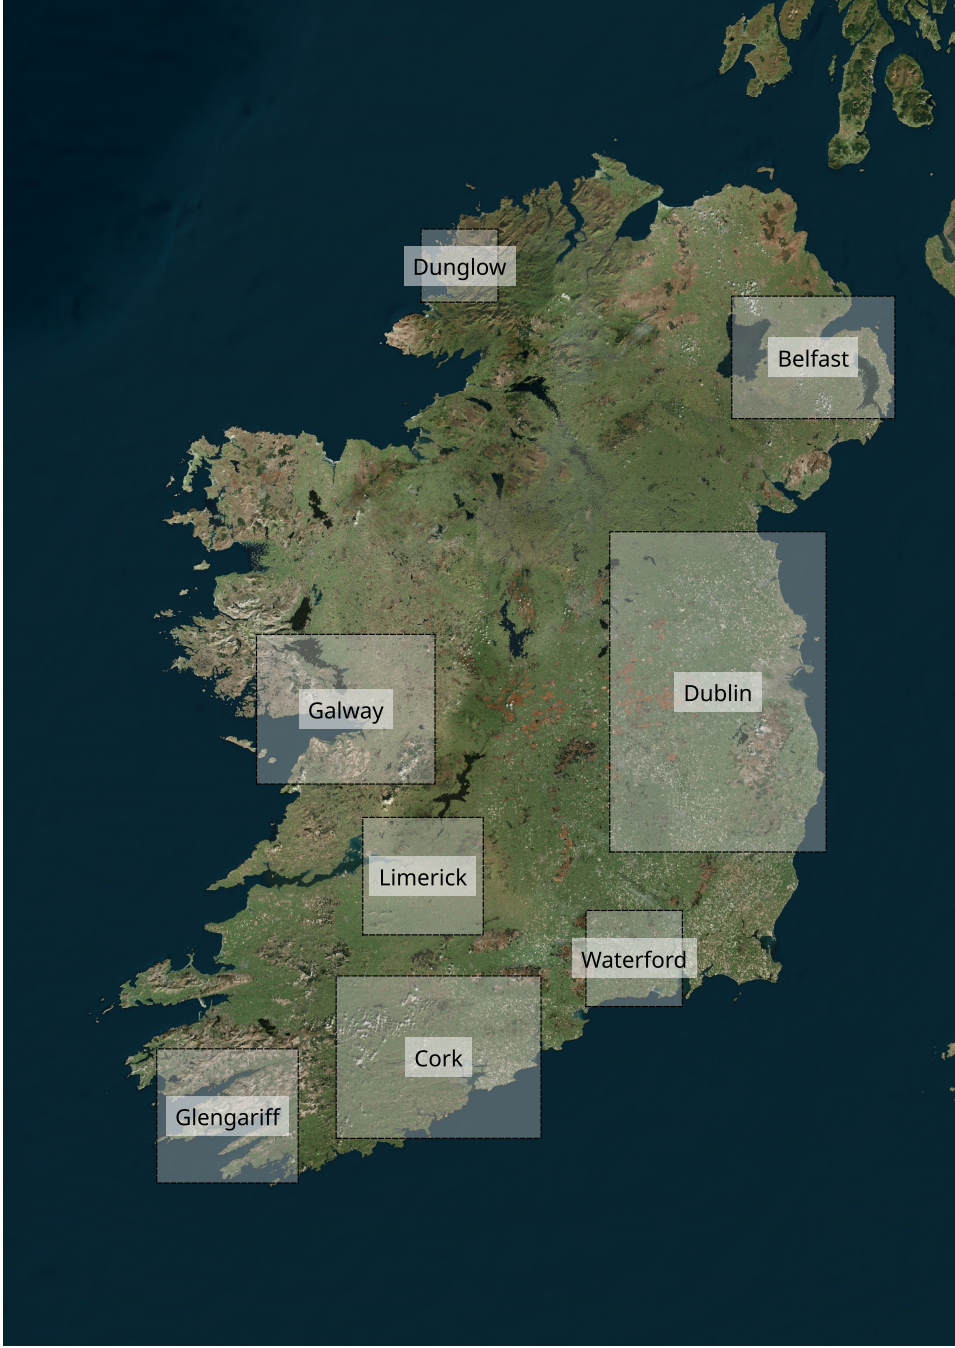 Dunglow
Belfast
Dublin
Galway
Limerick
Waterford
Cork
Glengariff